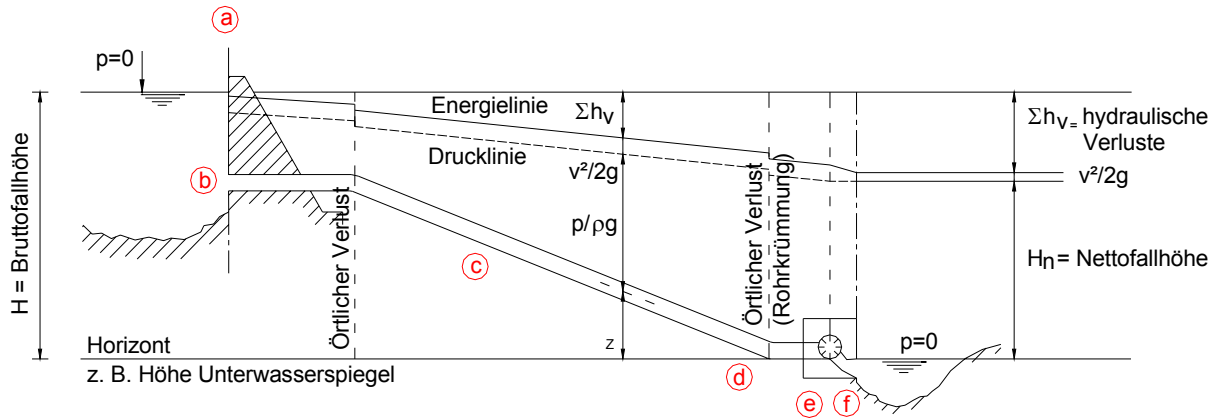 a
p=0
Energielinie
Σhv
Σhv= hydraulische
Verluste
Drucklinie
b
v²/2g
v²/2g
H = Bruttofallhöhe
Örtlicher Verlust
p/ρg
Örtlicher Verlust
(Rohrkrümmung)
Hn = Nettofallhöhe
c
z
Horizont
p=0
z. B. Höhe Unterwasserspiegel
d
e
f